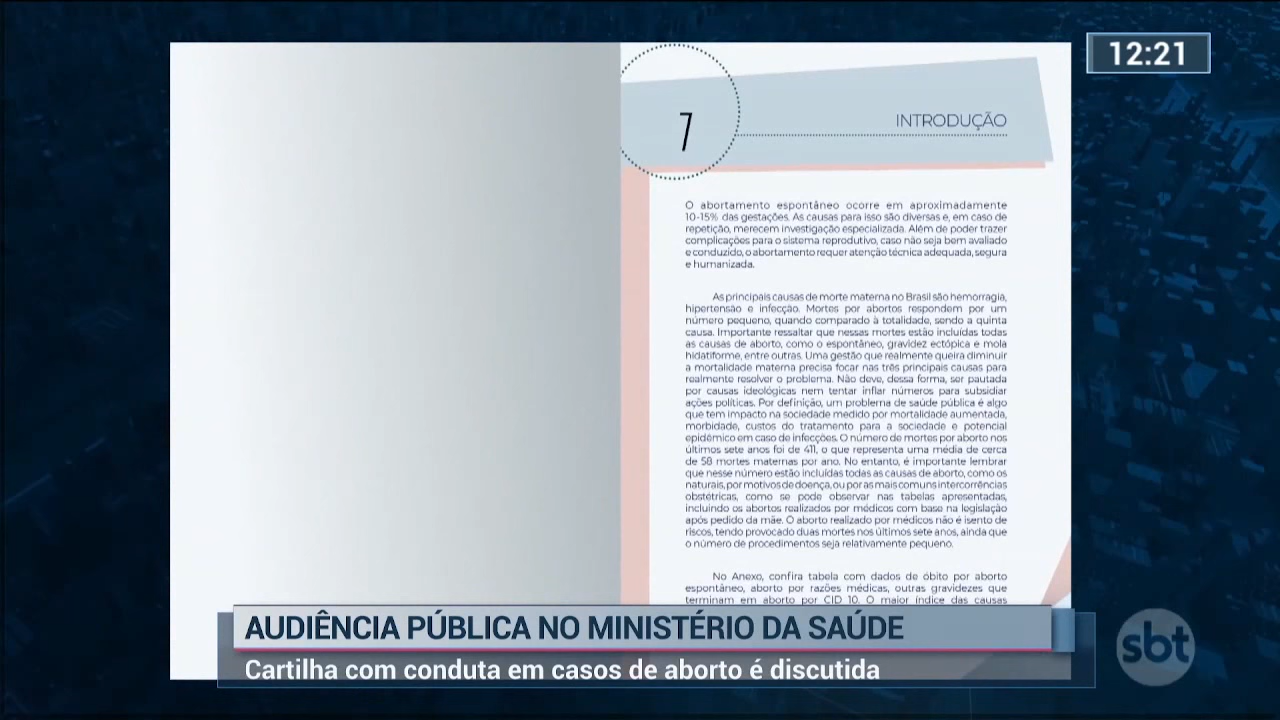 12:21
7
INTRODUÇÃO
O abortamento espontâneo ocorre em aproximadamente
10-15% das gestações. As causas para isso são diversas e, em caso de
repetição, merecem investigação especializada. Além de poder trazer
complicações para o sistema reprodutivo, caso não seja bem avaliado
e conduzido, o abortamento requer atenção técnica adequada, segura
e humanizada.
As principais causas de morte materna no Brasil são hemorragia,
hipertensão e infecção. Mortes por abortos respondem por um
número pequeno, quando comparado à totalidade, sendo a quinta
causa. Importante ressaltar que nessas mortes estão incluídas todas
as causas de aborto, como o espontâneo, gravidez ectópica e mola
hidatiforme, entre outras. Uma gestão que realmente queira diminuir
a mortalidade materna precisa focar nas três principais causas para
realmente resolver o problema. Não deve, dessa forma, ser pautada
por causas ideológicas nem tentar inflar números para subsidiar
ações políticas. Por definição, um problema de saúde pública é algo
que tem impacto na sociedade medido por mortalidade aumentada,
morbidade, custos do tratamento para a sociedade e potencial
epidêmico em caso de infecções. O número de mortes por aborto nos
últimos sete anos foi de 411, o que representa uma média de cerca
de 58 mortes maternas por ano. No entanto, é importante lembrar
que nesse número estão incluídas todas as causas de aborto, como os
naturais, por motivos de doença, ou por as mais comuns intercorrências
obstétricas, como se pode observar nas tabelas apresentadas,
incluindo os abortos realizados por médicos com base na legislação
após pedido da mãe. O aborto realizado por médicos não é isento de
riscos, tendo provocado duas mortes nos últimos sete anos, ainda que
o número de procedimentos seja relativamente pequeno.
No Anexo, confira tabela com dados de óbito por aborto
espontâneo, aborto por razões médicas, outras gravidezes que
terminam em aborto por CID 10. O maior índice das causas
AUDIÊNCIA PÚBLICA NO MINISTÉRIO DA SAÚDE
Cartilha com conduta em casos de aborto é discutida
sbt